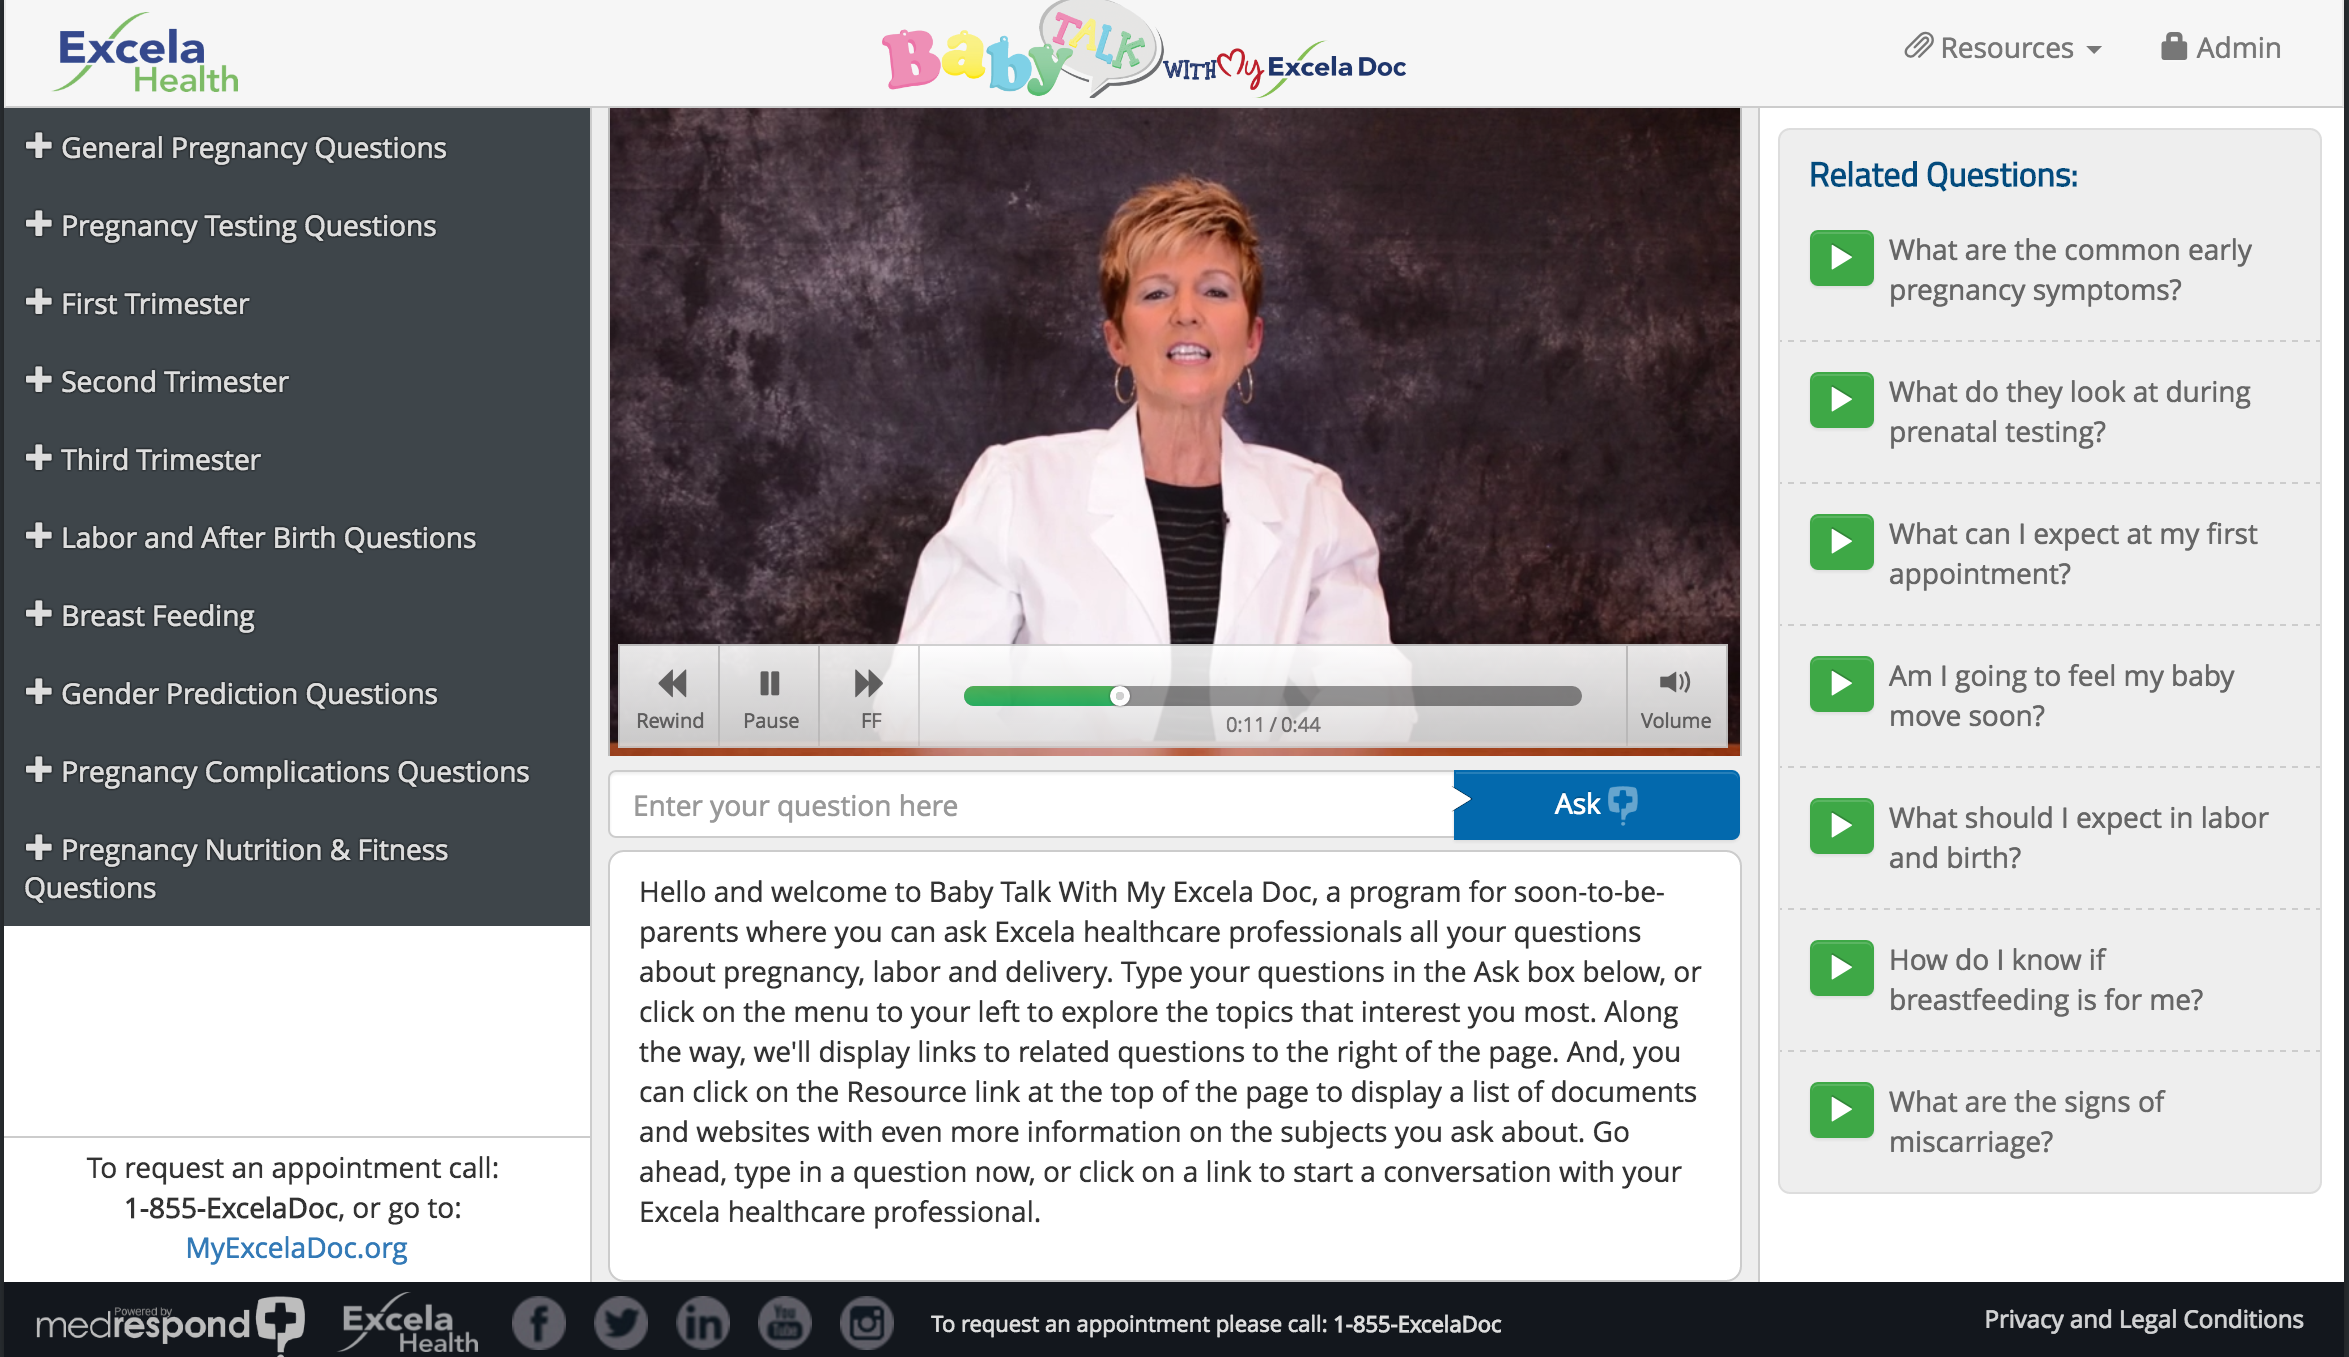 Excela
Health
Baby TALK WITH My Excela Doc
Resources
Admin
General Pregnancy Questions
Pregnancy Testing Questions
First Trimester
Second Trimester
Third Trimester
Labor and After Birth Questions
Breast Feeding
Gender Prediction Questions
Pregnancy Complications Questions
Pregnancy Nutrition & Fitness
Questions
To request an appointment call:
1-855-ExcelaDoc, or go to:
MyExcelaDoc.org
Rewind
Pause
FF
0:11 / 0:44
Volume
Enter your question here
Ask
Hello and welcome to Baby Talk With My Excela Doc, a program for soon-to-be-
parents where you can ask Excela healthcare professionals all your questions
about pregnancy, labor and delivery. Type your questions in the Ask box below, or
click on the menu to your left to explore the topics that interest you most. Along
the way, we'll display links to related questions to the right of the page. And, you
can click on the Resource link at the top of the page to display a list of documents
and websites with even more information on the subjects you ask about. Go
ahead, type in a question now, or click on a link to start a conversation with your
Excela healthcare professional.
Related Questions:
What are the common early
pregnancy symptoms?
What do they look at during
prenatal testing?
What can I expect at my first
appointment?
Am I going to feel my baby
move soon?
What should I expect in labor
and birth?
How do I know if
breastfeeding is for me?
What are the signs of
miscarriage?
Powered by
medrespond
Excela
Health
f
in
You
Tube
To request an appointment please call: 1-855-ExcelaDoc
Privacy and Legal Conditions